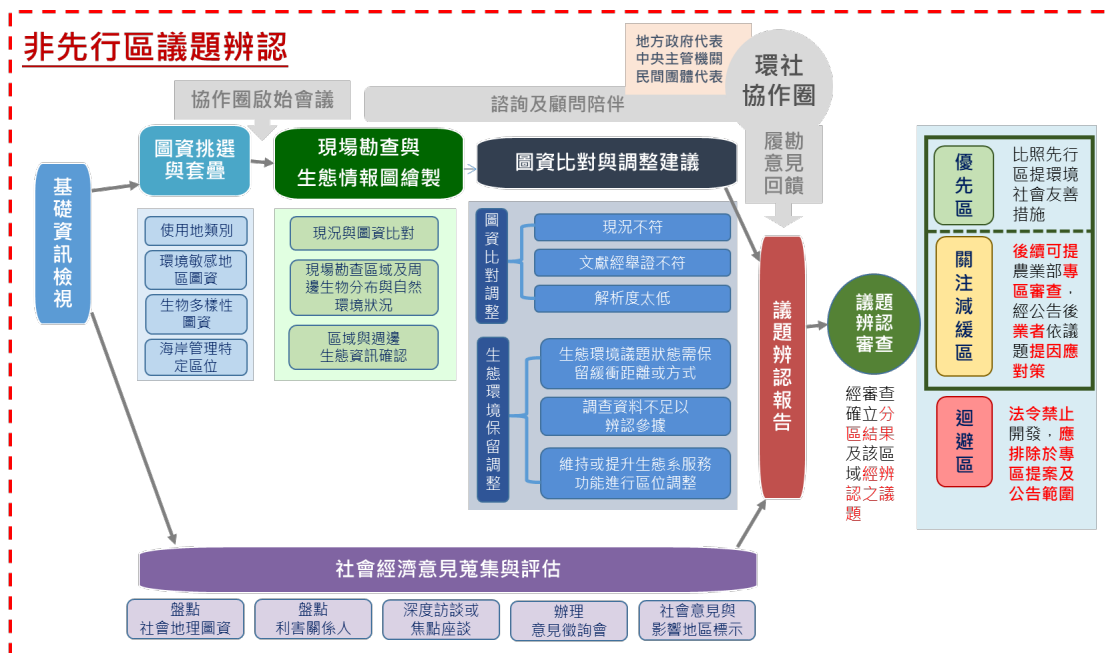 非先行區議題辨認
地方政府代表
中央主管機關
民間團體代表
環社
協作圈
協作圈啟始會議
諮詢及顧問陪伴
履勘
意見
回饋
基礎資訊檢視
圖資挑選
與套疊
現場勘查與
生態情報圖繪製
圖資比對與調整建議
使用地類別
環境敏感地
區圖資
生物多樣性
圖資
海岸管理特
定區位
現況與圖資比對
現場勘查區域及周
邊生物分布與自然
環境狀況
區域與週邊
生態資訊確認
圖資比對調整
現況不符
文獻經舉證不符
解析度太低
生態環境保留調整
生態環境議題狀態需保
留緩衝距離或方式
調查資料不足以
辨認參據
維持或提升生態系服務
功能進行區位調整
議題辨認報告
議題
辨認
審查
經審查
確立分
區結果
及該區
域經辨
認之議
題
優先區
比照先行
區提環境
社會友善
措施
關注減緩區
後續可提
農業部專
區審查，
經公告後
業者依議
題提因應
對策
迴避區
法令禁止
開發，應
排除於專
區提案及
公告範圍
社會經濟意見蒐集與評估
盤點
社會地理圖資
盤點
利害關係人
深度訪談或
焦點座談
辦理
意見徵詢會
社會意見與
影響地區標示